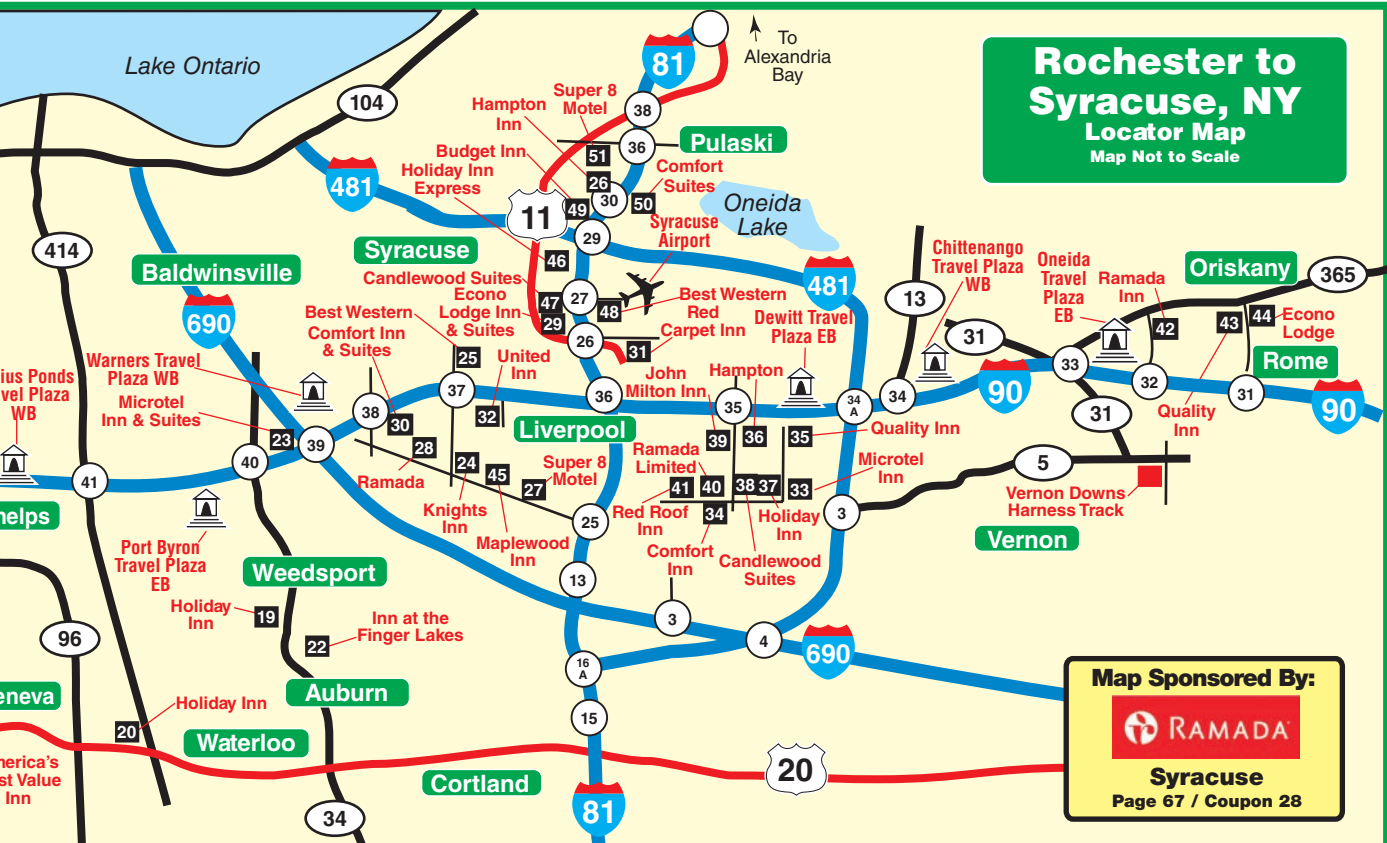 Rochester to
Syracuse, NY
Locator Map
Map Not to Scale
To
Alexandria
Bay
Lake Ontario
81
104
38
Super 8
Motel
Hampton
Inn
36
Pulaski
51
Budget Inn
Holiday Inn
Express
26
30
50
Comfort
Suites
49
481
11
Oneida
Lake
29
Syracuse
Airport
414
Syracuse
46
Baldwinsville
Candlewood Suites
47
27
48
Best Western
Econo
Lodge Inn
& Suites
29
26
Red
Carpet Inn
31
481
13
Chittenango
Travel Plaza
WB
Oneida
Travel
Plaza
EB
Ramada
Inn
42
Oriskany
365
43
44
Econo
Lodge
Rome
690
Best Western
25
Comfort Inn
& Suites
United
Inn
Dewitt Travel
Plaza EB
31
33
32
31
90
90
Quality
Inn
Warners Travel
Plaza WB
Microtel
Inn & Suites
23
ius Ponds
vel Plaza
WB
37
38
30
32
36
John
Milton Inn
Hampton
35
34
A
34
39
36
35
Quality Inn
31
Liverpool
28
Ramada
24
45
27
Super 8
Motel
Knights
Inn
Maplewood
Inn
39
40
41
Ramada
Limited
41
40
38
37
33
Microtel
Inn
Red Roof
Inn
34
Comfort
Inn
Holiday
Inn
Candlewood
Suites
5
Vernon Downs
Harness Track
Vernon
3
25
helps
Port Byron
Travel Plaza
EB
Weedsport
13
Holiday
Inn
19
22
Inn at the
Finger Lakes
3
4
690
96
16
A
eneva
Auburn
15
20
Holiday Inn
Waterloo
Cortland
20
merica's
st Value
Inn
34
81
Map Sponsored By:
RAMADA
Syracuse
Page 67 / Coupon 28